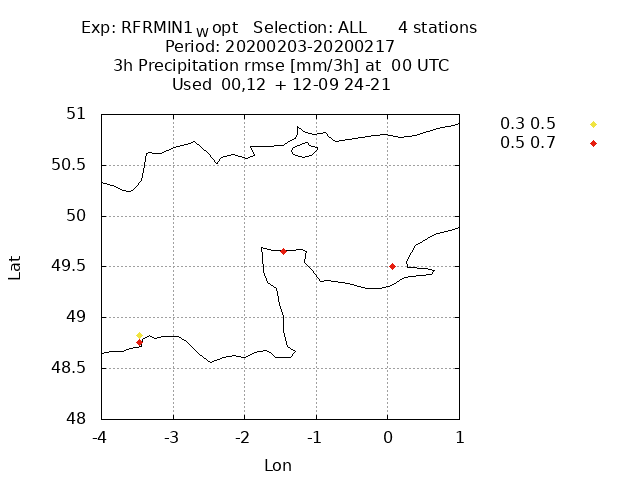 Exp: RFRMIN1Wopt Selection: ALL 4 stations
Period: 20200203-20200217
3h Precipitation rmse [mm/3h] at 00 UTC
Used 00,12 + 12-09 24-21
51
50.5
50
49.5
49
48.5
48
-4 -3 -2 -1 0 1
Lat
Lon
0.3 0.5
0.5 0.7